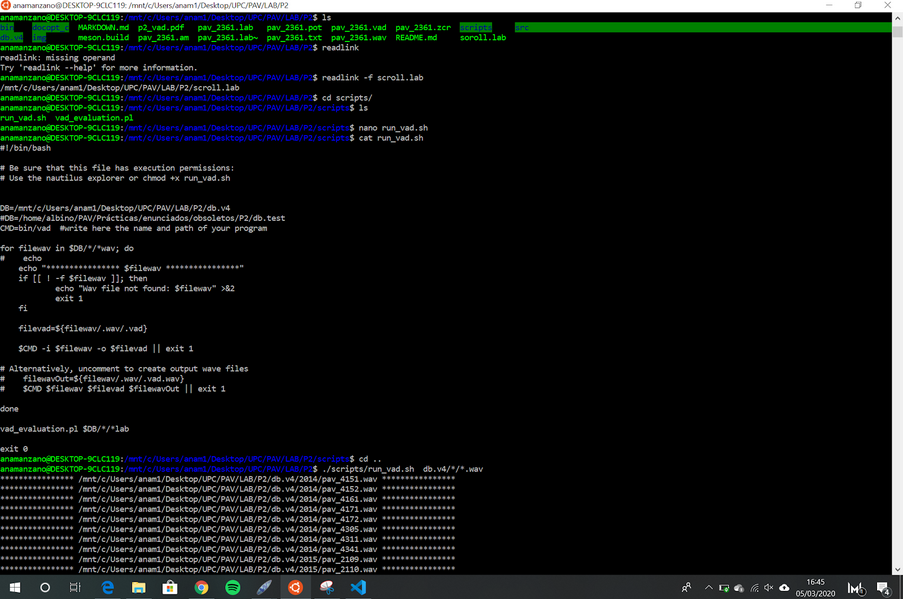 anamanzano@DESKTOP-9CLC119: /mnt/c/Users/anam1/Desktop/UPC/PAV/LAB/P2
anamanzano@DESKTOP-9CLC119:/mnt/c/Users/anam1/Desktop/UPC/PAV/LAB/P2$ ls
bin docopt_c MARKDOWN.md p2_vad.pdf pav_2361.lab pav_2361.pot pav_2361.vad pav_2361.zcr scripts src
db.v4 img meson.build pav_2361.am pav_2361.lab~ pav_2361.txt pav_2361.wav README.md soroll.lab
anamanzano@DESKTOP-9CLC119:/mnt/c/Users/anam1/Desktop/UPC/PAV/LAB/P2$ readlink
readlink: missing operand
Try 'readlink --help' for more information.
anamanzano@DESKTOP-9CLC119:/mnt/c/Users/anam1/Desktop/UPC/PAV/LAB/P2$ readlink -f scroll.lab
/mnt/c/Users/anam1/Desktop/UPC/PAV/LAB/P2/scroll.lab
anamanzano@DESKTOP-9CLC119:/mnt/c/Users/anam1/Desktop/UPC/PAV/LAB/P2$ cd scripts/
anamanzano@DESKTOP-9CLC119:/mnt/c/Users/anam1/Desktop/UPC/PAV/LAB/P2/scripts$ ls
run_vad.sh vad_evaluation.pl
anamanzano@DESKTOP-9CLC119:/mnt/c/Users/anam1/Desktop/UPC/PAV/LAB/P2/scripts$ nano run_vad.sh
anamanzano@DESKTOP-9CLC119:/mnt/c/Users/anam1/Desktop/UPC/PAV/LAB/P2/scripts$ cat run_vad.sh
#!/bin/bash
# Be sure that this file has execution permissions:
# Use the nautilus explorer or chmod +x run_vad.sh
DB=/mnt/c/Users/anam1/Desktop/UPC/PAV/LAB/P2/db.v4
#DB=/home/albino/PAV/Prácticas/enunciados/obsoletos/P2/db.test
CMD=bin/vad #write here the name and path of your program
for filewav in $DB/*/*wav; do
# echo
echo "**************** $filewav ****************"
if [[ ! -f $filewav ]]; then
echo "Wav file not found: $filewav" >&2
exit 1
fi
filevad=${filewav/.wav/.vad}
$CMD -i $filewav -o $filevad || exit 1
# Alternatively, uncomment to create output wave files
# filewavOut=${filewav/.wav/.vad.wav}
# $CMD $filewav $filevad $filewavOut || exit 1
done
vad_evaluation.pl $DB/*/*lab
exit 0
anamanzano@DESKTOP-9CLC119:/mnt/c/Users/anam1/Desktop/UPC/PAV/LAB/P2/scripts$ cd ..
anamanzano@DESKTOP-9CLC119:/mnt/c/Users/anam1/Desktop/UPC/PAV/LAB/P2$ ./scripts/run_vad.sh db.v4/*/*.wav
**************** /mnt/c/Users/anam1/Desktop/UPC/PAV/LAB/P2/db.v4/2014/pav_4151.wav ****************
**************** /mnt/c/Users/anam1/Desktop/UPC/PAV/LAB/P2/db.v4/2014/pav_4152.wav ****************
**************** /mnt/c/Users/anam1/Desktop/UPC/PAV/LAB/P2/db.v4/2014/pav_4161.wav ****************
**************** /mnt/c/Users/anam1/Desktop/UPC/PAV/LAB/P2/db.v4/2014/pav_4171.wav ****************
**************** /mnt/c/Users/anam1/Desktop/UPC/PAV/LAB/P2/db.v4/2014/pav_4172.wav ****************
**************** /mnt/c/Users/anam1/Desktop/UPC/PAV/LAB/P2/db.v4/2014/pav_4305.wav ****************
**************** /mnt/c/Users/anam1/Desktop/UPC/PAV/LAB/P2/db.v4/2014/pav_4311.wav ****************
**************** /mnt/c/Users/anam1/Desktop/UPC/PAV/LAB/P2/db.v4/2014/pav_4341.wav ****************
**************** /mnt/c/Users/anam1/Desktop/UPC/PAV/LAB/P2/db.v4/2015/pav_2109.wav ****************
**************** /mnt/c/Users/anam1/Desktop/UPC/PAV/LAB/P2/db.v4/2015/pav_2110.wav ****************
16:45
05/03/2020
4